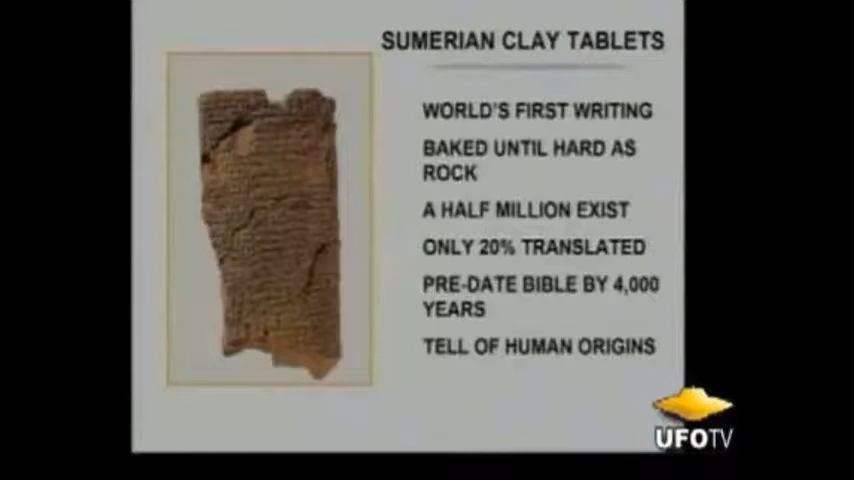 SUMERIAN CLAY TABLETS
WORLD'S FIRST WRITING
BAKED UNTIL HARD AS
ROCK
A HALF MILLION EXIST
ONLY 20% TRANSLATED
PRE-DATE BIBLE BY 4,000
YEARS
TELL OF HUMAN ORIGINS
UFOTV